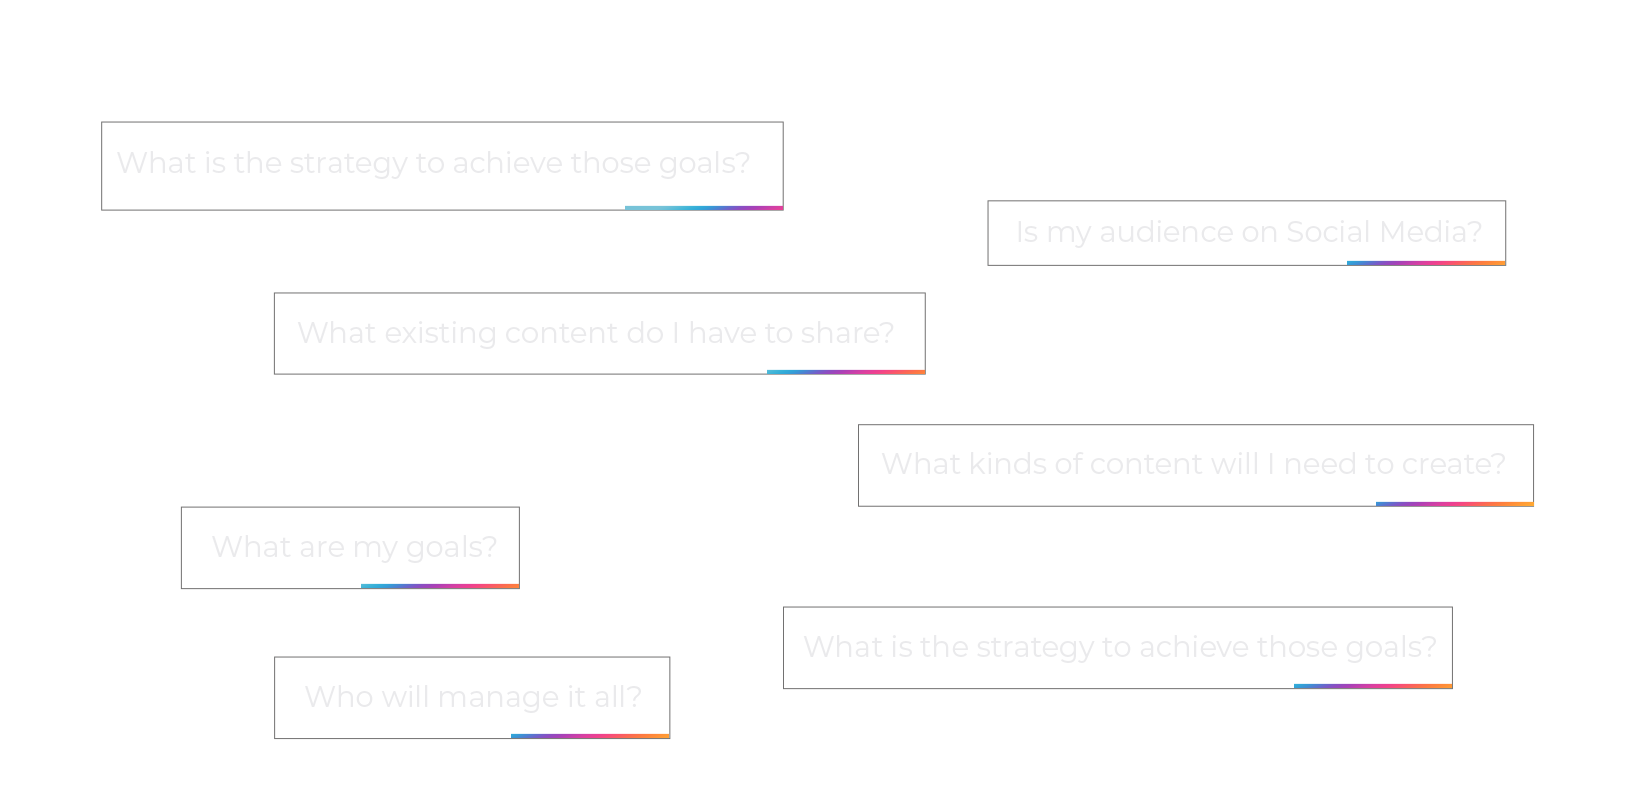 What is the strategy to achieve those goals?
Is my audience on Social Media?
What existing content do I have to share?
What kinds of content will I need to create?
What are my goals?
What is the strategy to achieve those goals?
Who will manage it all?